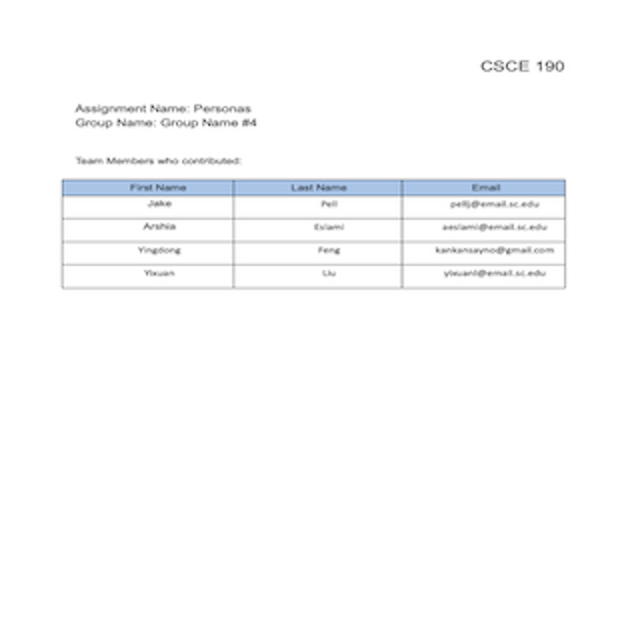 CSCE 190
Assignment Name: Personas
Group Name: Group Name #4
Team Members who contributed:
First Name Last Name Email
Jake Pell pellj@email.sc.edu
Arshia Eslami aeslami@email.sc.edu
Yingdong Feng kankansayno@gmail.com
Yixuan Liu yixuanl@email.sc.edu